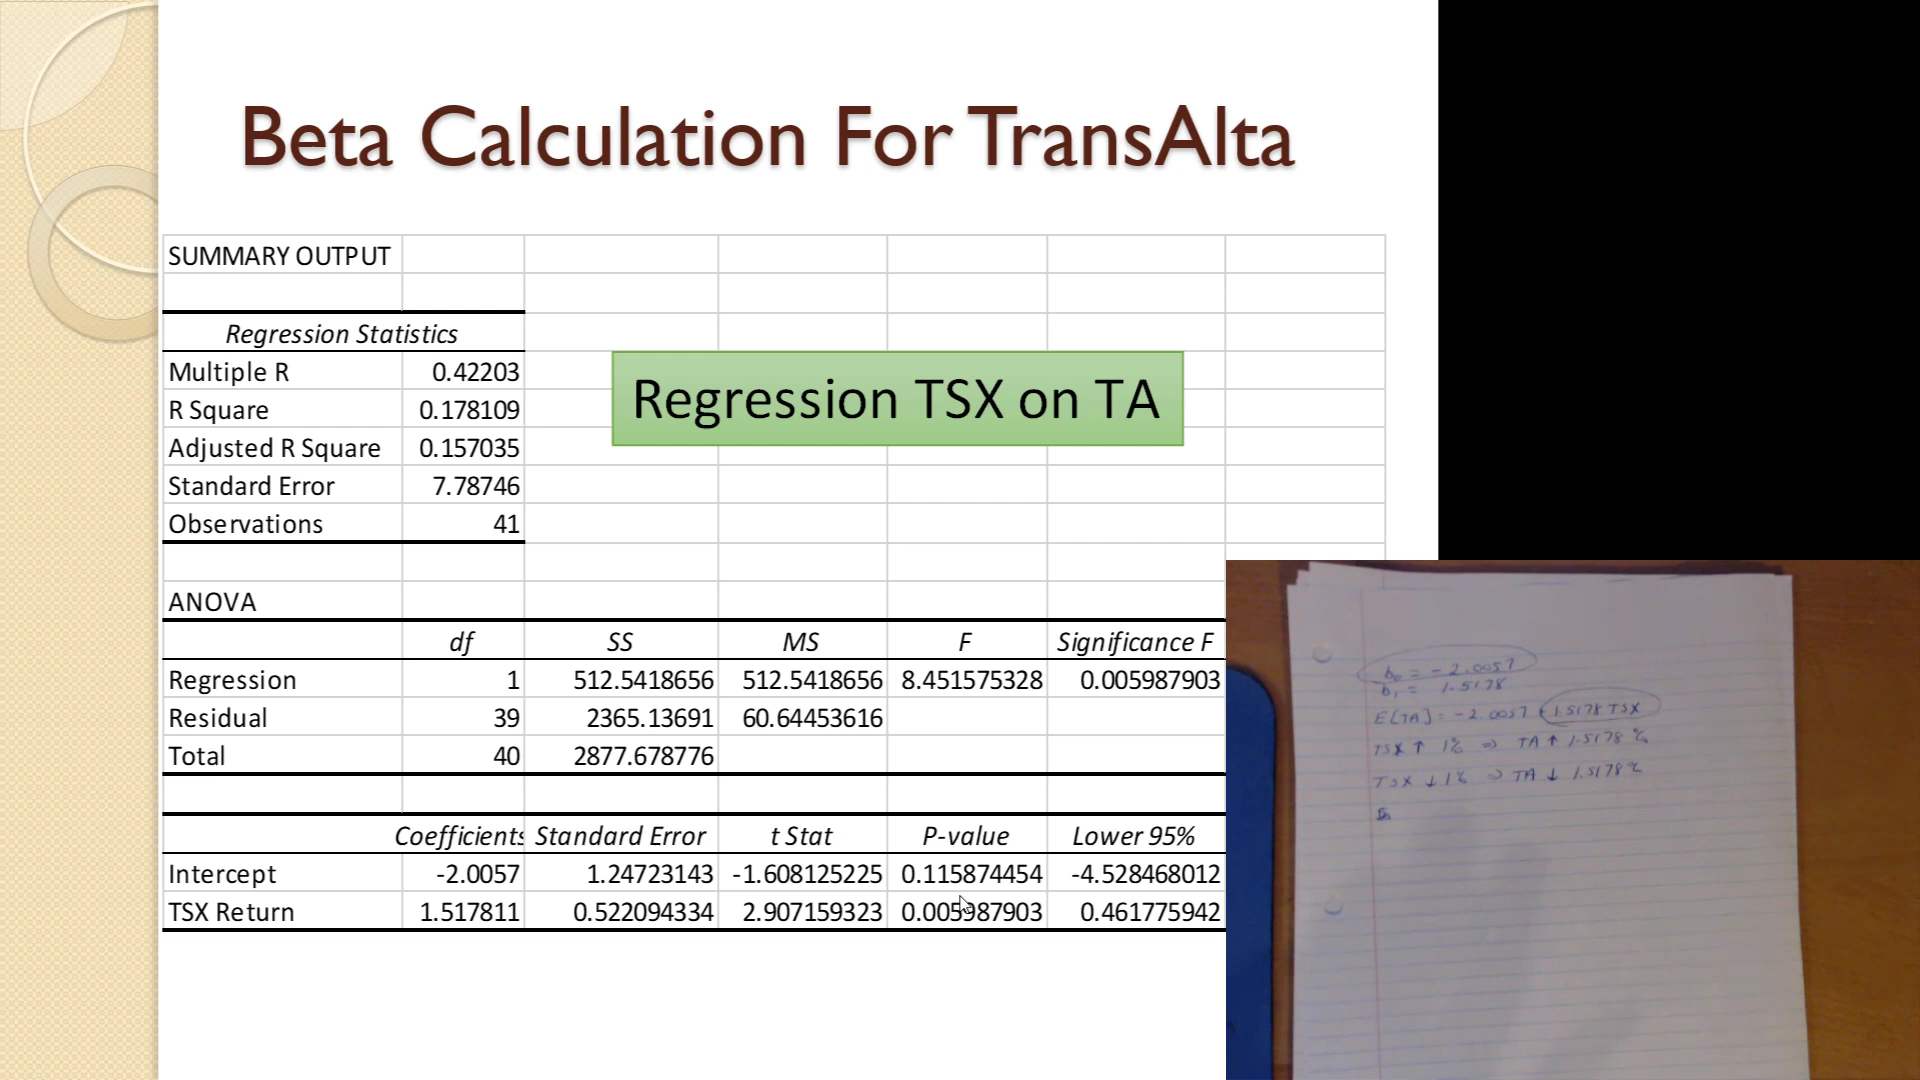 Beta Calculation For TransAlta
SUMMARY OUTPUT
Regression Statistics
Multiple R 0.42203
R Square 0.178109
Adjusted R Square 0.157035
Standard Error 7.78746
Observations 41
Regression TSX on TA
ANOVA
df SS MS F Significance F
Regression 1 512.5418656 512.5418656 8.451575328 0.005987903
Residual 39 2365.13691 60.64453616
Total 40 2877.678776
Coefficients Standard Error t Stat P-value Lower 95%
Intercept -2.0057 1.24723143 -1.608125225 0.115874454 -4.528468012
TSX Return 1.517811 0.522094334 2.907159323 0.005987903 0.461775942
b₀ = -2.0057
b₁ = 1.5178
E[TA] = -2.0057 + 1.5178 TSX
TSX ↑ 1% ⇒ TA ↑ 1.5178 %
TSX ↓ 1% ⇒ TA ↓ 1.5178 %